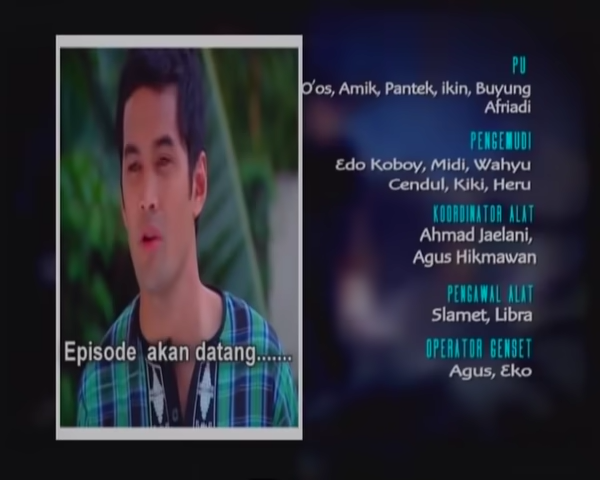 Episode akan datang.......
PU
O'os, Amik, Pantek, ikin, Buyung
Afriadi
PENGEMUDI
Edo Koboy, Midi, Wahyu
Cendul, Kiki, Heru
KOORDINATOR ALAT
Ahmad Jaelani,
Agus Hikmawan
PENGAWAL ALAT
Slamet, Libra
OPERATOR GENSET
Agus, Eko